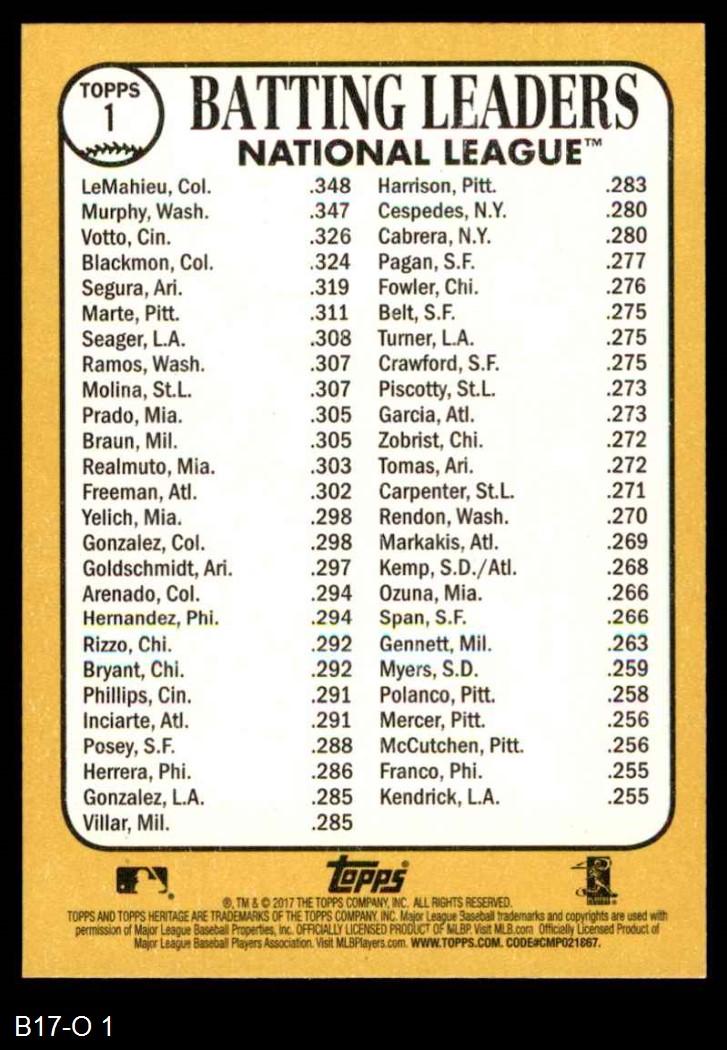 TOPPS
1
BATTING LEADERS
NATIONAL LEAGUE™
LeMahieu, Col. .348
Murphy, Wash. .347
Votto, Cin. .326
Blackmon, Col. .324
Segura, Ari. .319
Marte, Pitt. .311
Seager, L.A. .308
Ramos, Wash. .307
Molina, St.L. .307
Prado, Mia. .305
Braun, Mil. .305
Realmuto, Mia. .303
Freeman, Atl. .302
Yelich, Mia. .298
Gonzalez, Col. .298
Goldschmidt, Ari. .297
Arenado, Col. .294
Hernandez, Phi. .294
Rizzo, Chi. .292
Bryant, Chi. .292
Phillips, Cin. .291
Inciarte, Atl. .291
Posey, S.F. .288
Herrera, Phi. .286
Gonzalez, L.A. .285
Villar, Mil. .285
Harrison, Pitt. .283
Cespedes, N.Y. .280
Cabrera, N.Y. .280
Pagan, S.F. .277
Fowler, Chi. .276
Belt, S.F. .275
Turner, L.A. .275
Crawford, S.F. .275
Piscotty, St.L. .273
Garcia, Atl. .273
Zobrist, Chi. .272
Tomas, Ari. .272
Carpenter, St.L. .271
Rendon, Wash. .270
Markakis, Atl. .269
Kemp, S.D./Atl. .268
Ozuna, Mia. .266
Span, S.F. .266
Gennett, Mil. .263
Myers, S.D. .259
Polanco, Pitt. .258
Mercer, Pitt. .256
McCutchen, Pitt. .256
Franco, Phi. .255
Kendrick, L.A. .255
Topps®
®, TM & © 2017 THE TOPPS COMPANY, INC. ALL RIGHTS RESERVED.
TOPPS AND TOPPS HERITAGE ARE TRADEMARKS OF THE TOPPS COMPANY, INC. Major League Baseball trademarks and copyrights are used with
permission of Major League Baseball Properties, Inc. OFFICIALLY LICENSED PRODUCT OF MLBP. Visit MLB.com Officially Licensed Product of
Major League Baseball Players Association. Visit MLBPlayers.com. WWW.TOPPS.COM. CODE#CMP021867.
B17-O 1